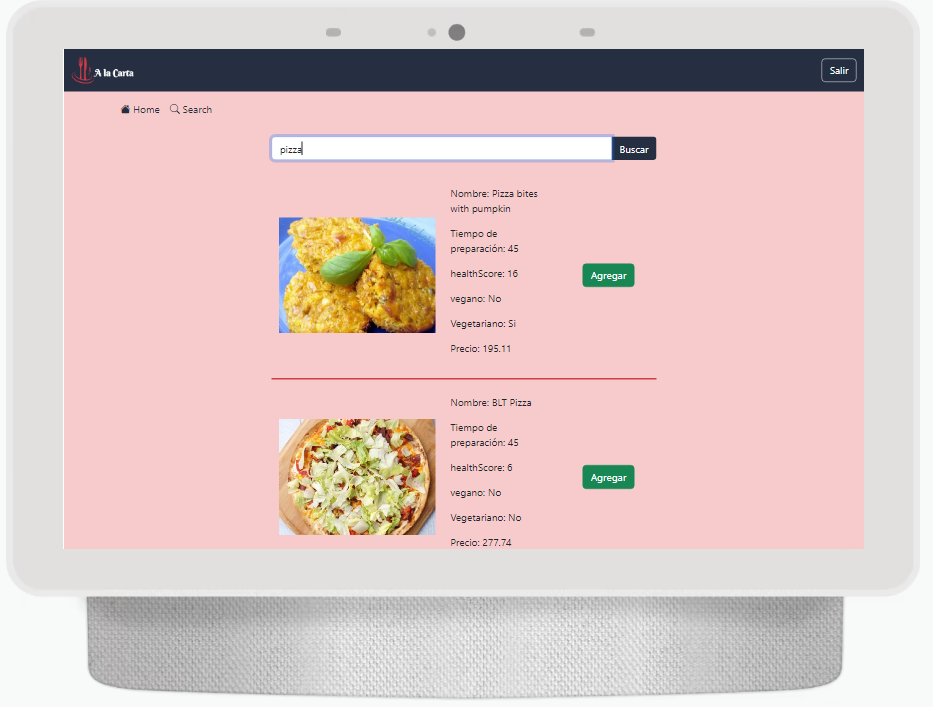 A la Carta
Salir
Home Search
pizza
Buscar
Nombre: Pizza bites
with pumpkin
Tiempo de
preparación: 45
healthScore: 16
vegano: No
Vegetariano: Si
Precio: 195.11
Agregar
Nombre: BLT Pizza
Tiempo de
preparación: 45
healthScore: 6
vegano: No
Vegetariano: No
Precio: 277.74
Agregar